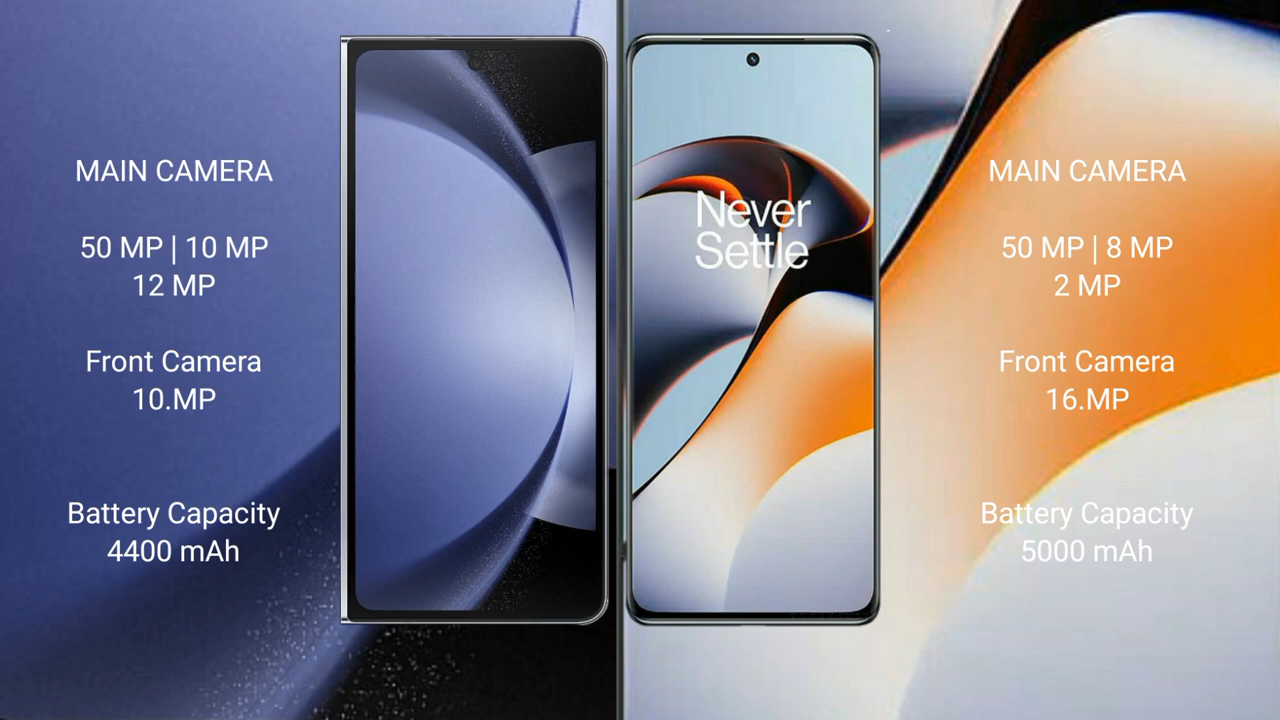 MAIN CAMERA
50 MP | 10 MP
12 MP
Front Camera
10.MP
Battery Capacity
4400 mAh
Never
Settle
MAIN CAMERA
50 MP | 8 MP
2 MP
Front Camera
16.MP
Battery Capacity
5000 mAh